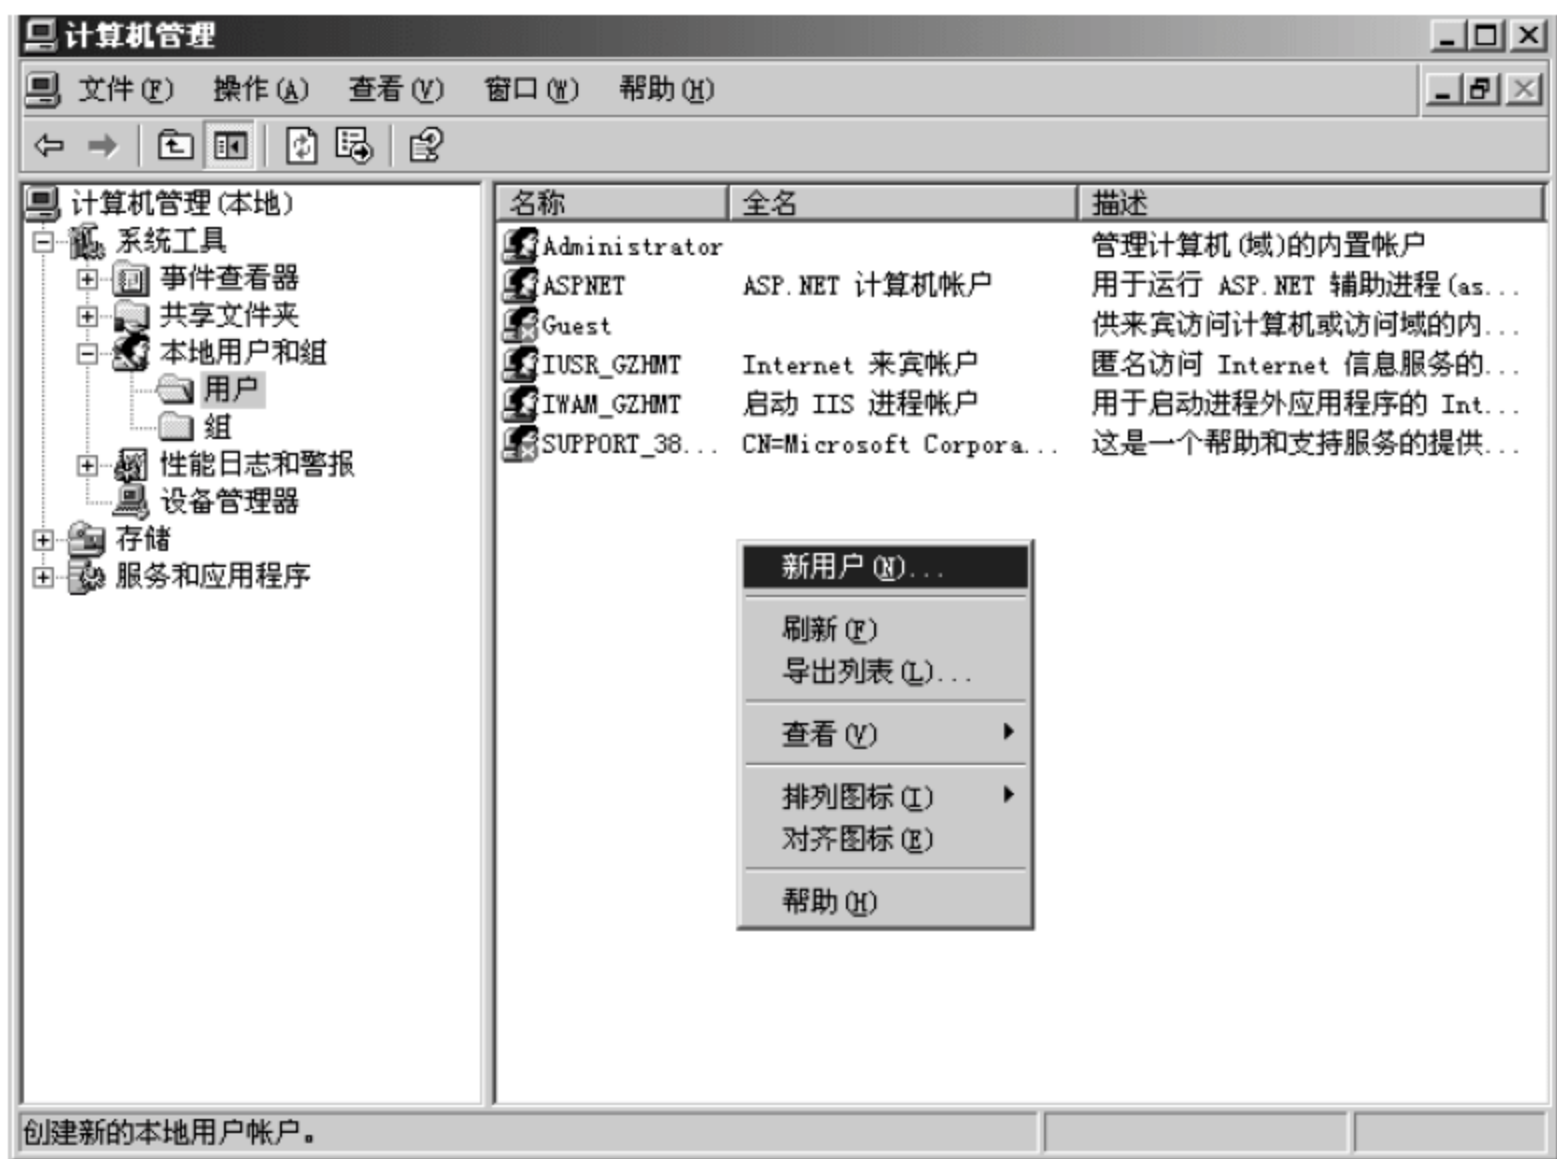 计算机管理
文件(F) 操作(A) 查看(V) 窗口(W) 帮助(H)
计算机管理(本地)
系统工具
事件查看器
共享文件夹
本地用户和组
用户
组
性能日志和警报
设备管理器
存储
服务和应用程序
名称 全名 描述
Administrator 管理计算机(域)的内置帐户
ASPNET ASP.NET 计算机帐户 用于运行 ASP.NET 辅助进程(as...
Guest 供来宾访问计算机或访问域的内...
IUSR_GZHMT Internet 来宾帐户 匿名访问 Internet 信息服务的...
IWAM_GZHMT 启动 IIS 进程帐户 用于启动进程外应用程序的 Int...
SUPPORT_38... CN=Microsoft Corpora... 这是一个帮助和支持服务的提供...
新用户(N)...
刷新(F)
导出列表(L)...
查看(V)
排列图标(I)
对齐图标(E)
帮助(H)
创建新的本地用户帐户。